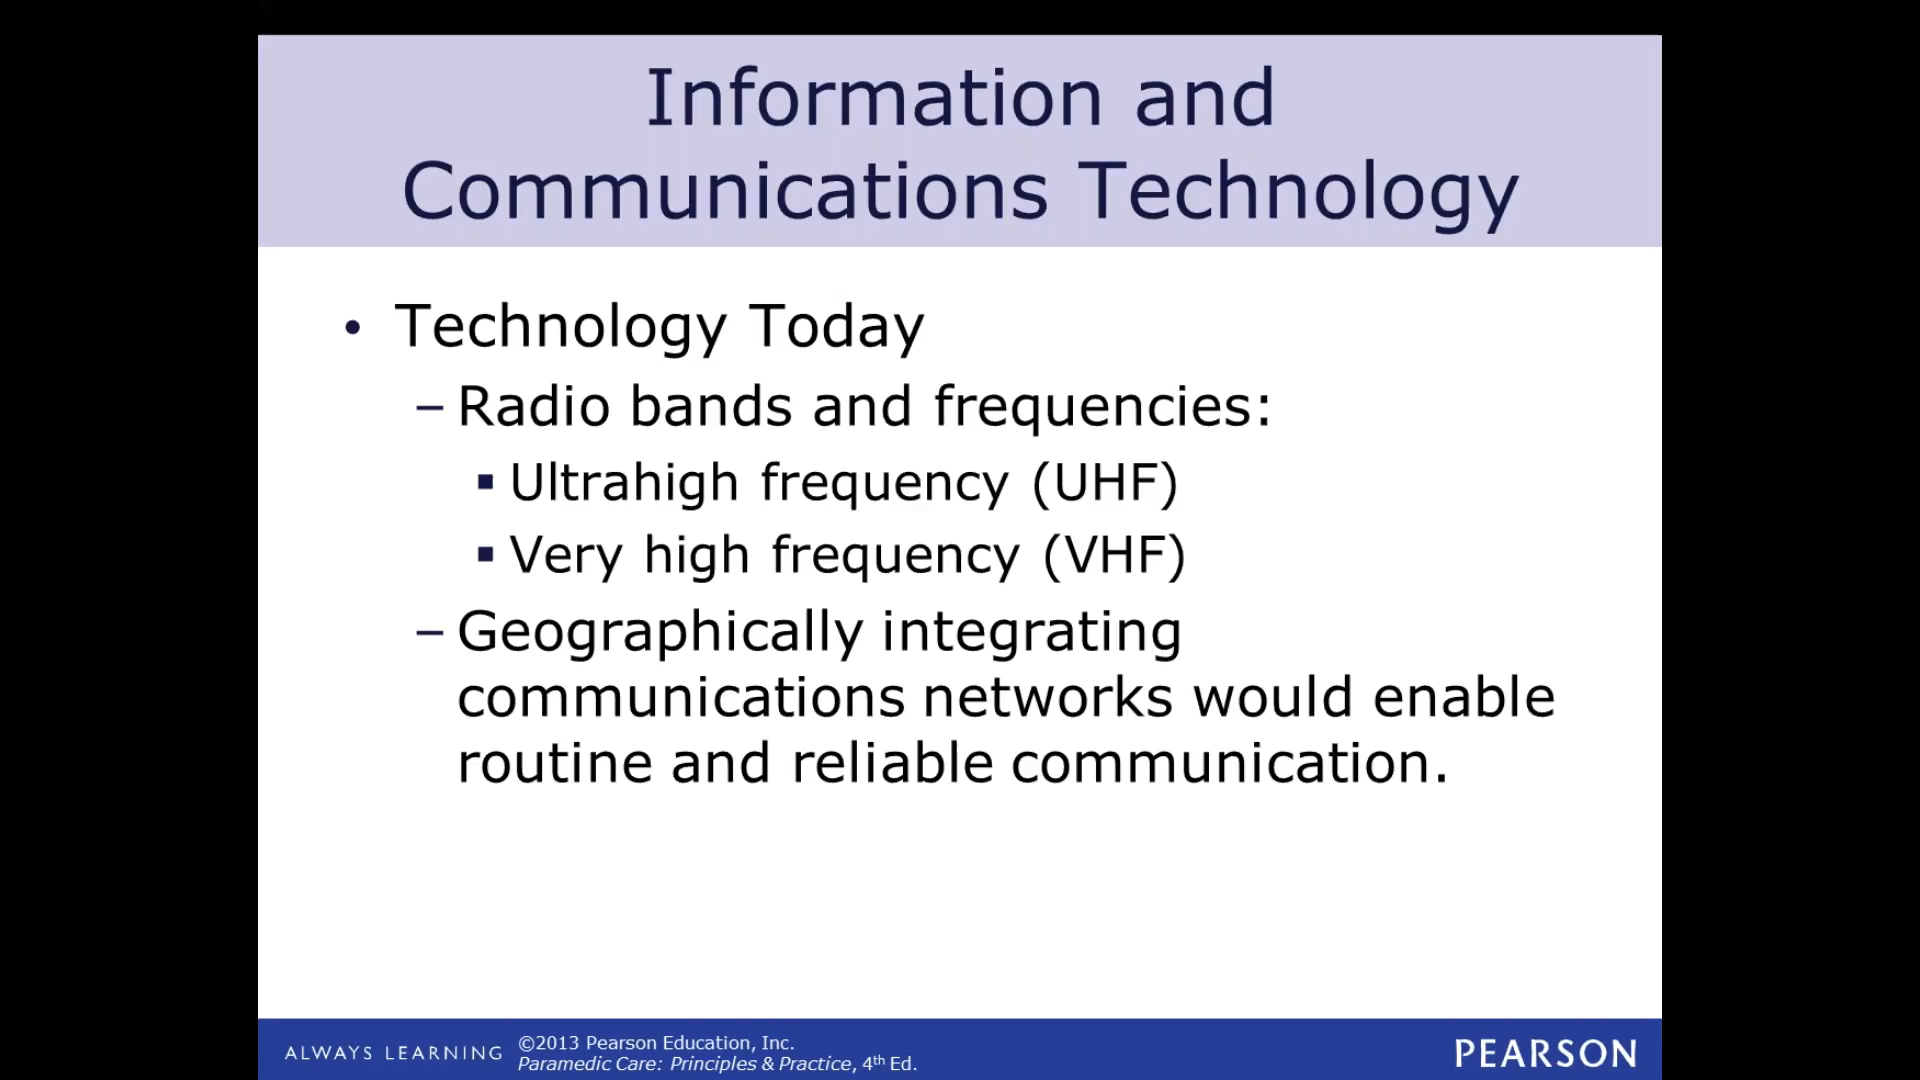 Information and
Communications Technology
• Technology Today
– Radio bands and frequencies:
▪ Ultrahigh frequency (UHF)
▪ Very high frequency (VHF)
– Geographically integrating
communications networks would enable
routine and reliable communication.
ALWAYS LEARNING
©2013 Pearson Education, Inc.
Paramedic Care: Principles & Practice, 4th Ed.
PEARSON